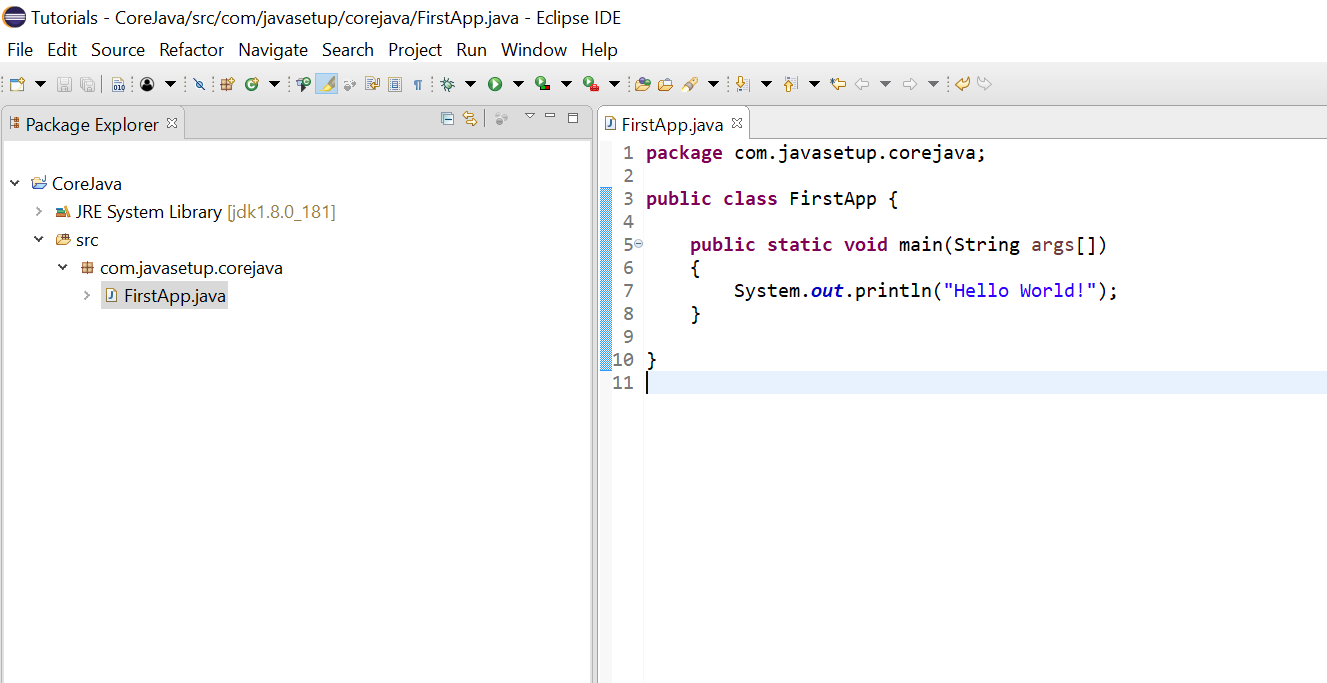 Tutorials - CoreJava/src/com/javasetup/corejava/FirstApp.java - Eclipse IDE
File Edit Source Refactor Navigate Search Project Run Window Help
Package Explorer
CoreJava
JRE System Library [jdk1.8.0_181]
src
com.javasetup.corejava
FirstApp.java
FirstApp.java
1 package com.javasetup.corejava;
2
3 public class FirstApp {
4
5 public static void main(String args[])
6 {
7 System.out.println("Hello World!");
8 }
9
10 }
11